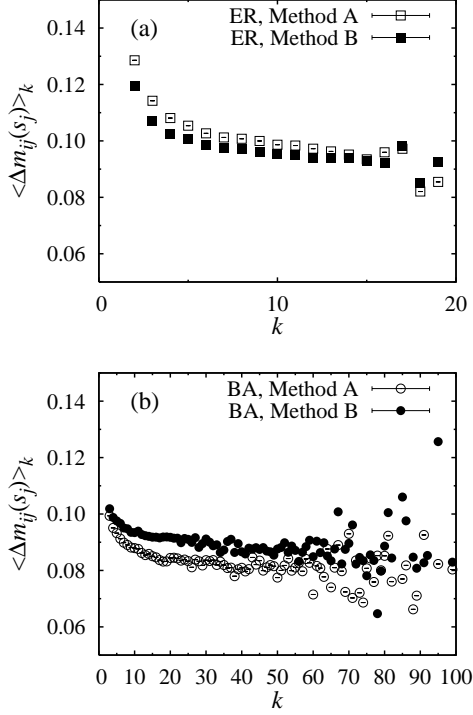 (a)
ER, Method A
ER, Method B
0.14
0.12
0.10
0.08
0.06
<Δm_ij(s_j)>_k
0 10 20
k
(b)
BA, Method A
BA, Method B
0.14
0.12
0.10
0.08
0.06
<Δm_ij(s_j)>_k
0 10 20 30 40 50 60 70 80 90 100
k